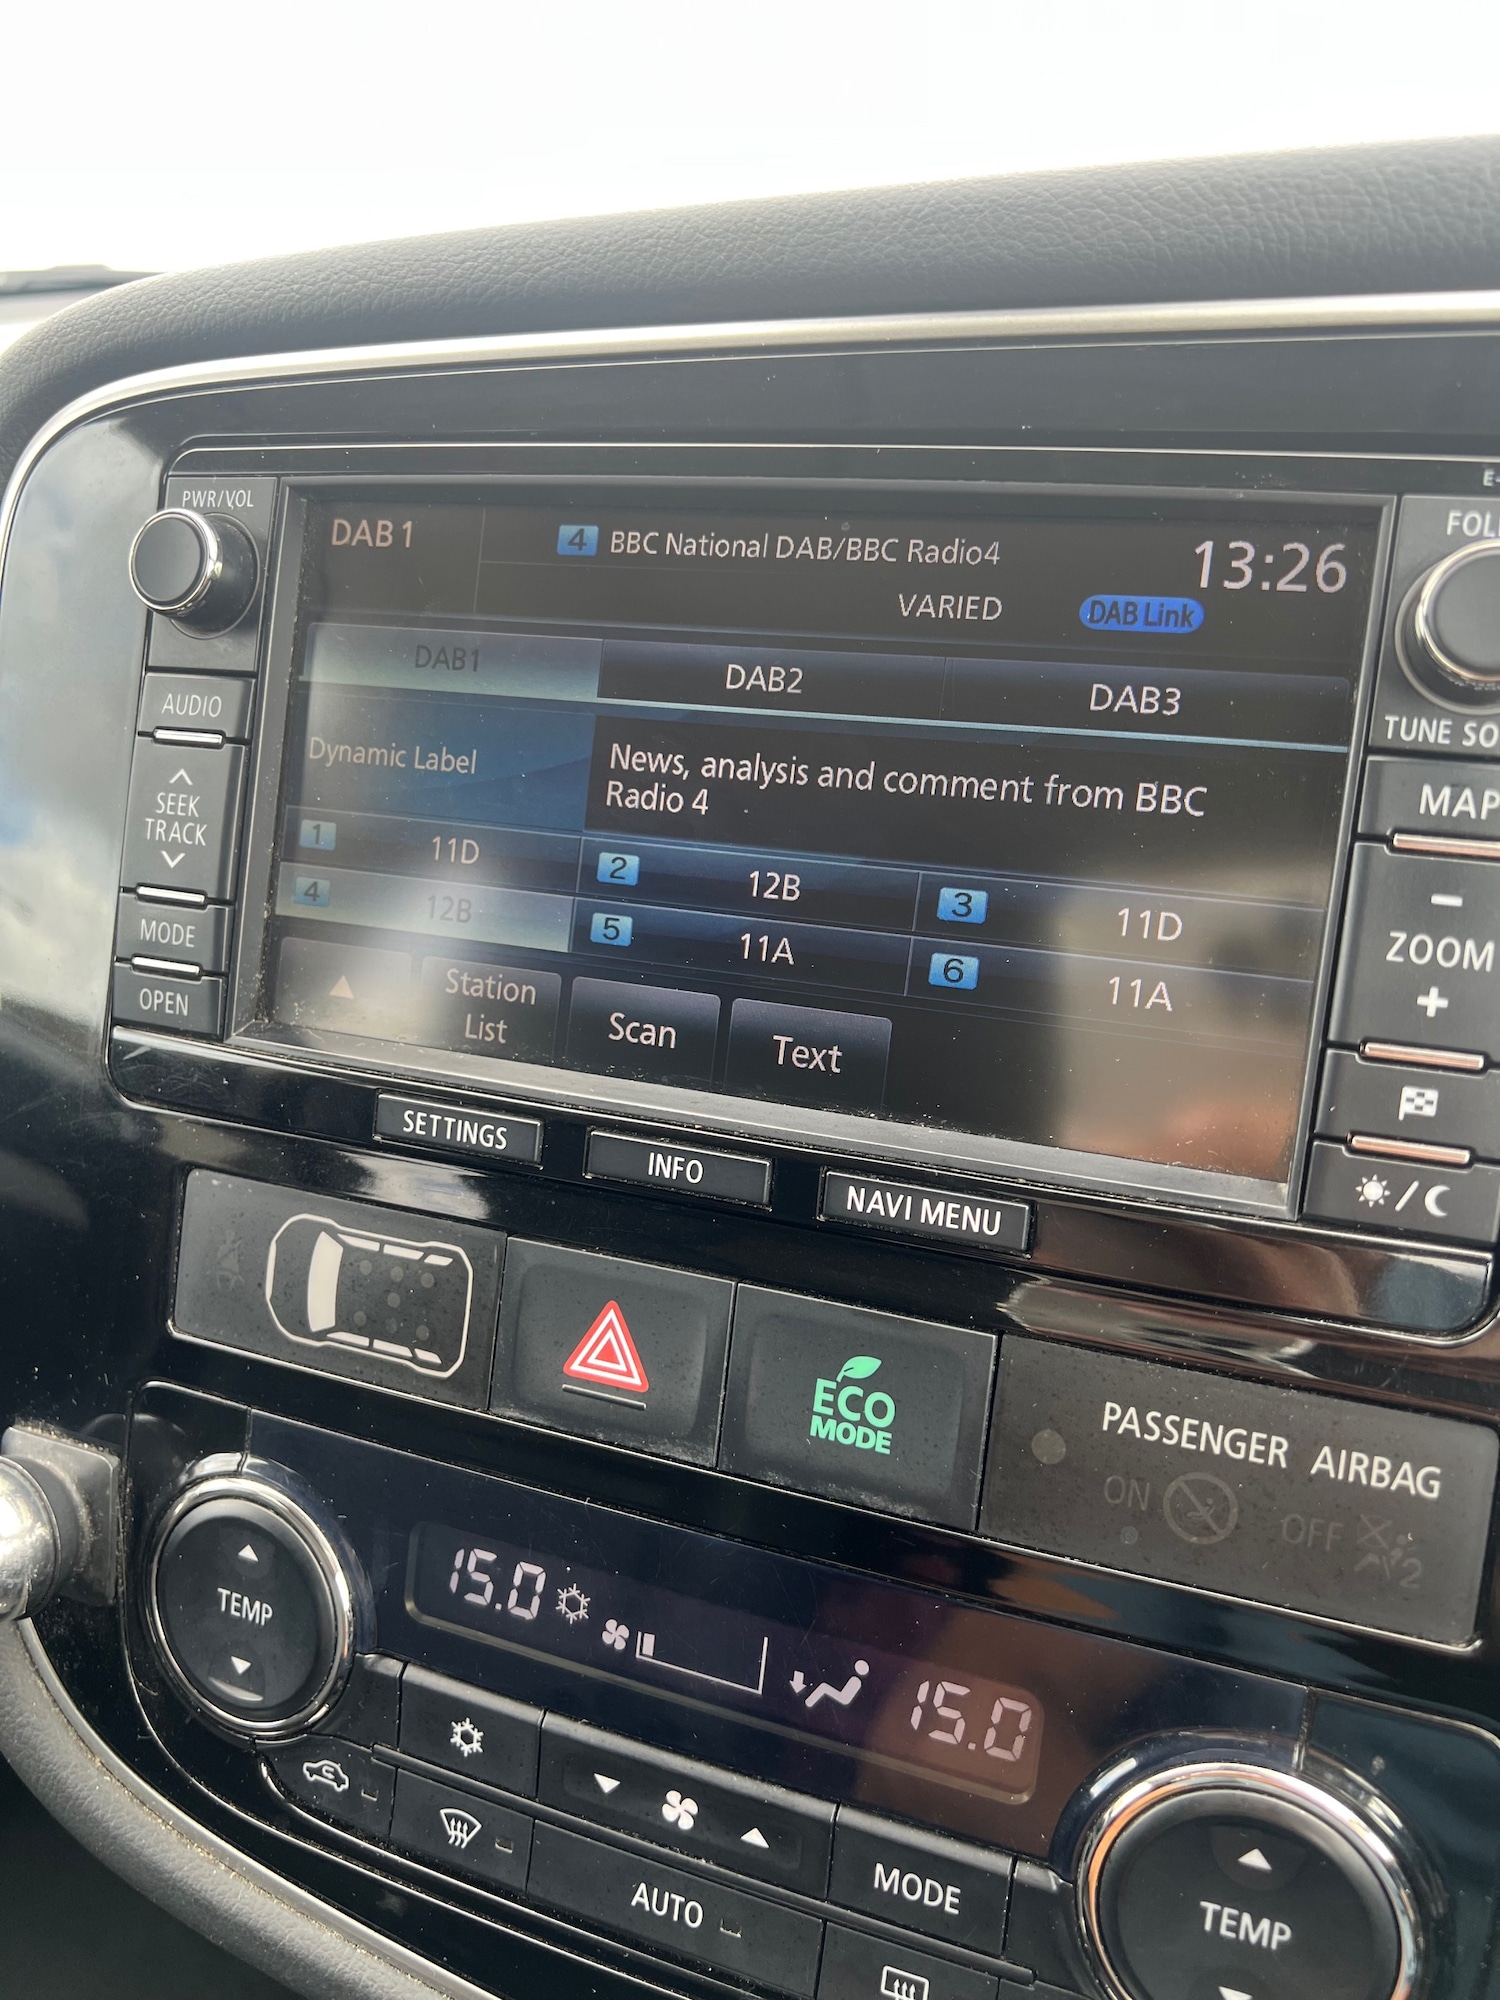 PWR/VOL
DAB 1
4 BBC National DAB/BBC Radio4
13:26
VARIED
DAB Link
DAB1
DAB2
DAB3
Dynamic Label
News, analysis and comment from BBC
Radio 4
1 11D
2 12B
3 11D
4 12B
5 11A
6 11A
Station
List
Scan
Text
AUDIO
SEEK
TRACK
MODE
OPEN
TUNE
MAP
-
ZOOM
+
SETTINGS
INFO
NAVI MENU
ECO
MODE
PASSENGER AIRBAG
ON
OFF
2
TEMP
15.0
15.0
AUTO
MODE
TEMP